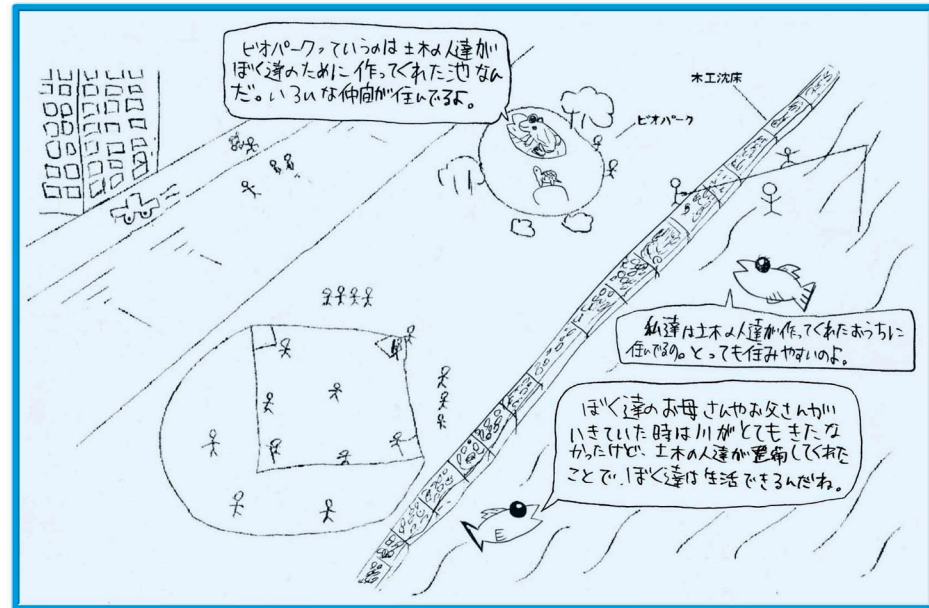 ビオパークっていうのは土木の人達が
ぼく達のために作ってくれた池なん
だ。いろいな仲間が住んでるよ。
木工沈床
ビオパーク
私達は土木の人達が作ってくれたおうちに
住んでるの。とっても住みやすいのよ。
ぼく達のお母さんやお父さんが
いきていた時は川がとてもきたな
かったけど、土木の人達が整備してくれた
ことで、ぼく達は生活できるんだね。